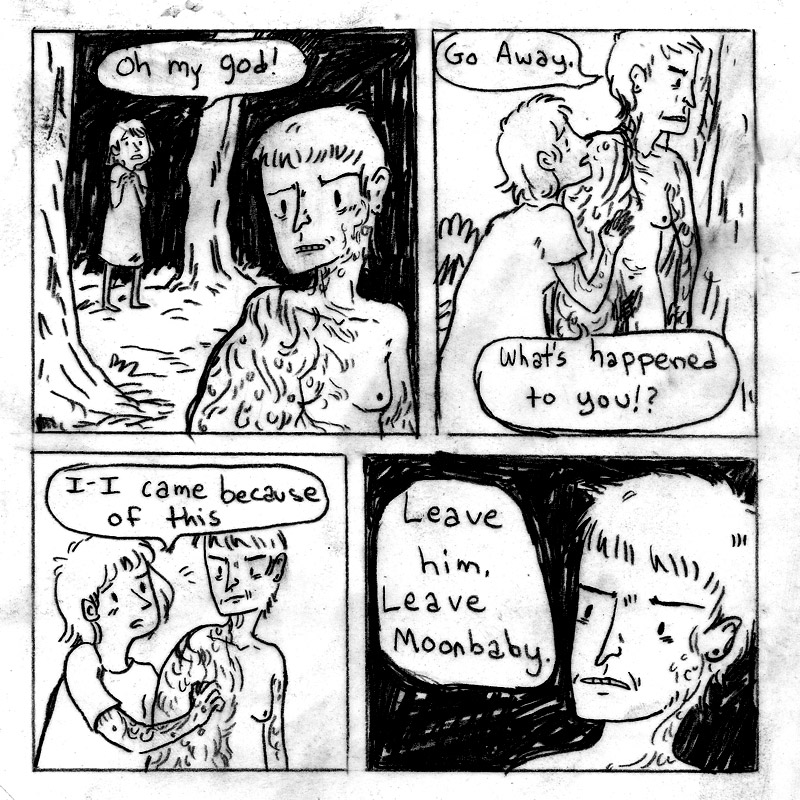 Oh my god!
Go Away.
What's happened
to you!?
I-I came because
of this
Leave
him,
Leave
Moonbaby.